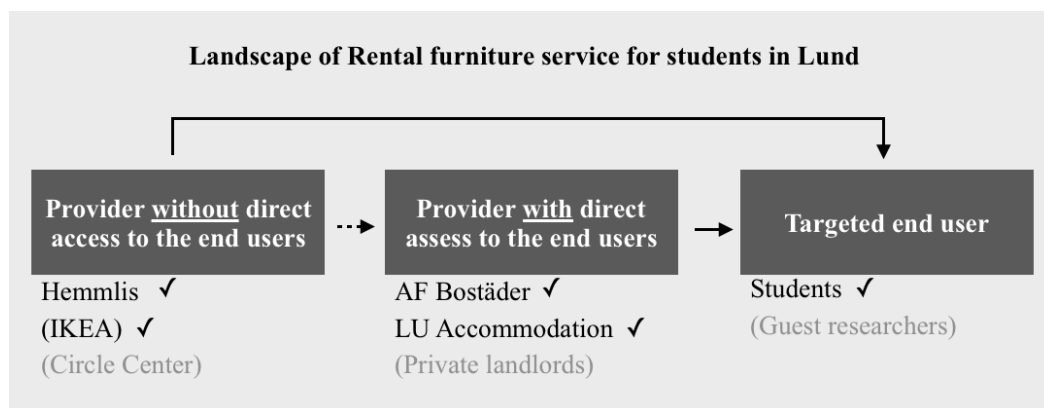 Landscape of Rental furniture service for students in Lund
Provider without direct
access to the end users
Provider with direct
assess to the end users
Targeted end user
Hemmlis ✓
(IKEA) ✓
(Circle Center)
AF Bostäder ✓
LU Accommodation ✓
(Private landlords)
Students ✓
(Guest researchers)